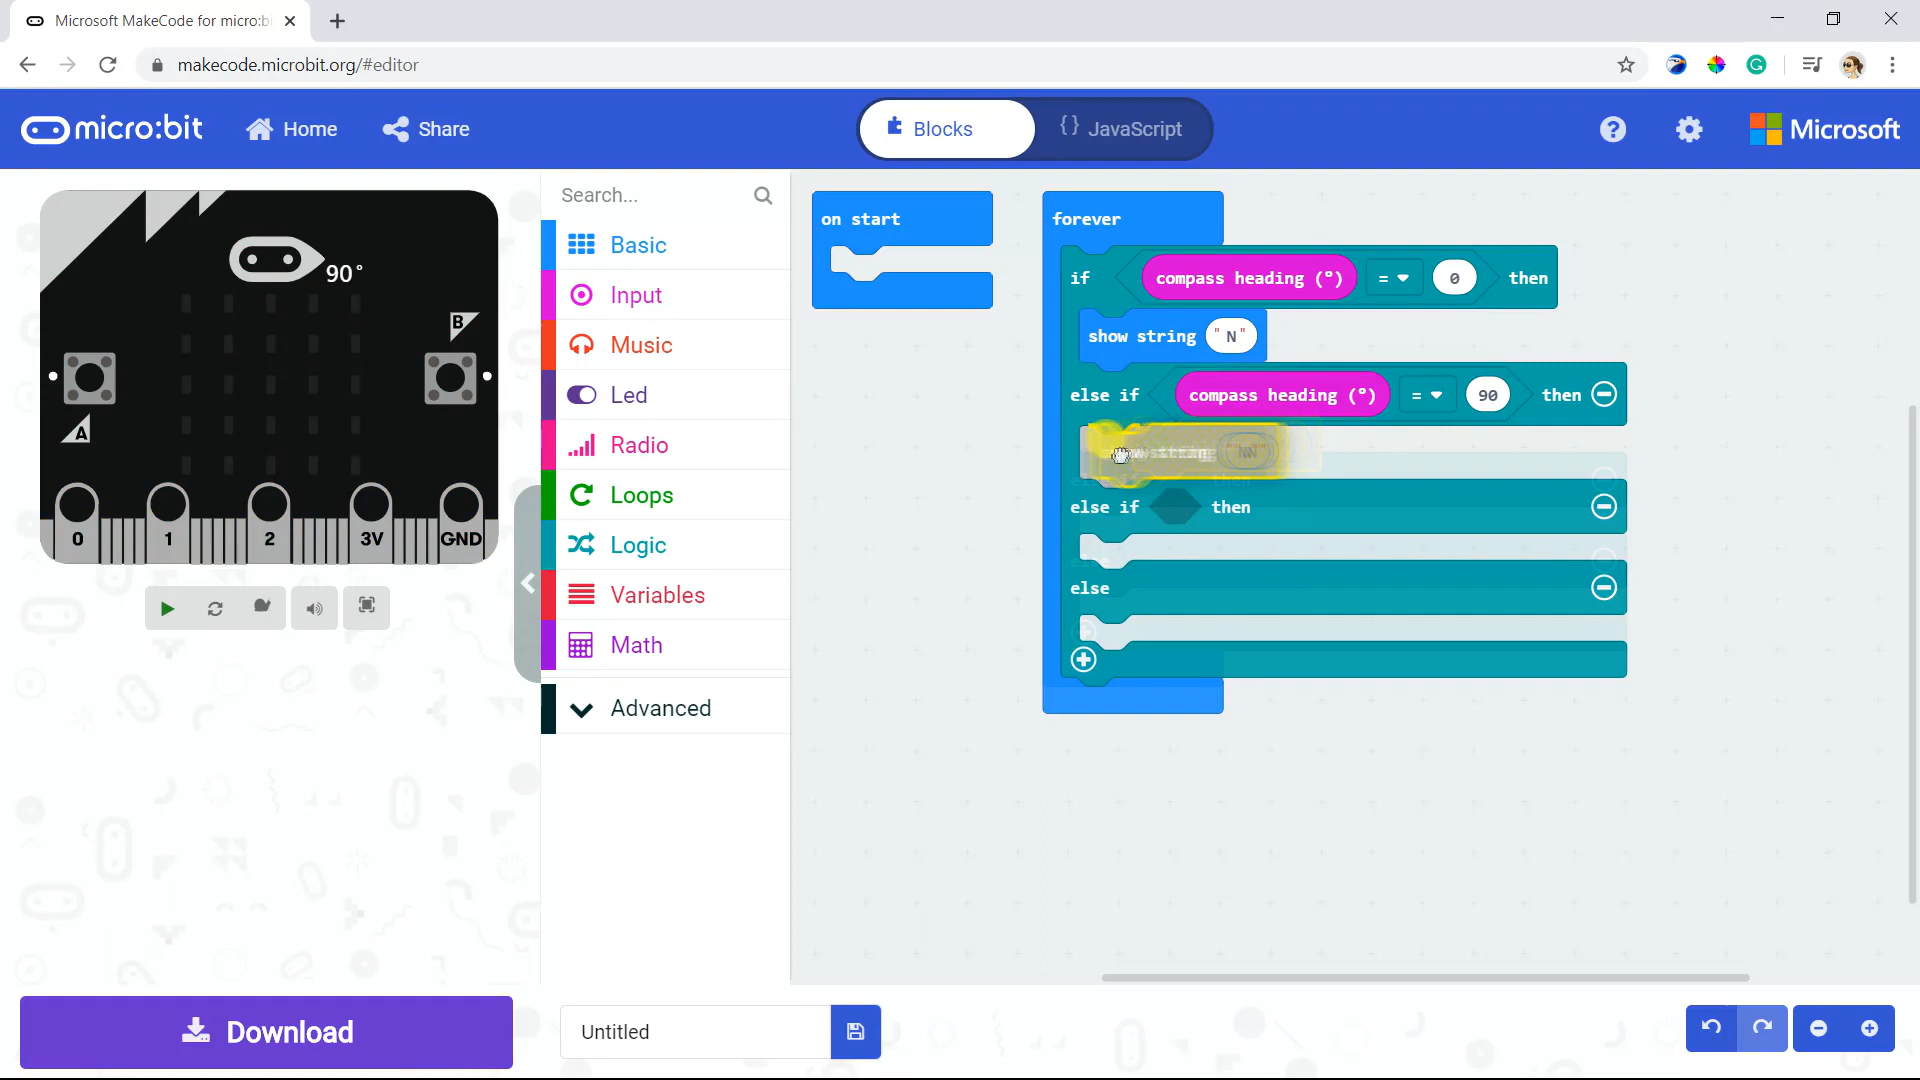 Microsoft MakeCode for micro:bi
makecode.microbit.org/#editor
micro:bit
Home
Share
Blocks
{} JavaScript
?
Microsoft
90°
B
A
0
1
2
3V
GND
Search...
Basic
Input
Music
Led
Radio
Loops
Logic
Variables
Math
Advanced
on start
forever
if compass heading (°) = 0 then
show string "N"
else if compass heading (°) = 90 then
string
else if then
else
Download
Untitled